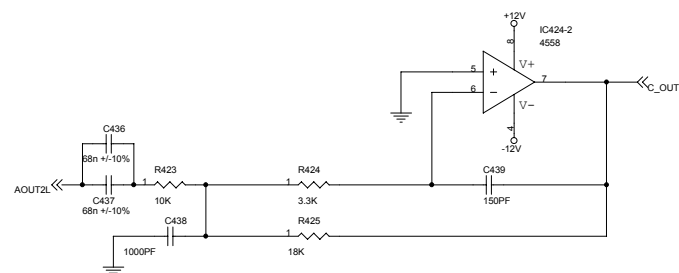 +12V
IC424-2
4558
8
V+
5
+
7
6
-
C_OUT
V-
4
-12V
C436
68n +/-10%
R423
R424
C439
AOUT2L
1
1
C437
10K
3.3K
150PF
68n +/-10%
C438
R425
1
1000PF
18K